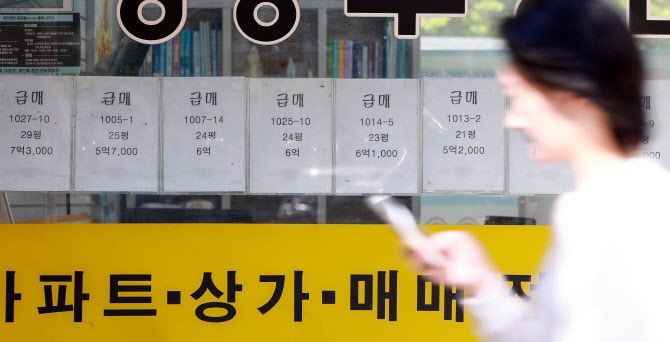 급매
1027-10
29평
7억3,000
급매
1005-1
25평
5억7,000
급매
1007-14
24평
6억
급매
1025-10
24평
6억
급매
1014-5
23평
6억1,000
급매
1013-2
21평
5억2,000
아파트·상가·매매